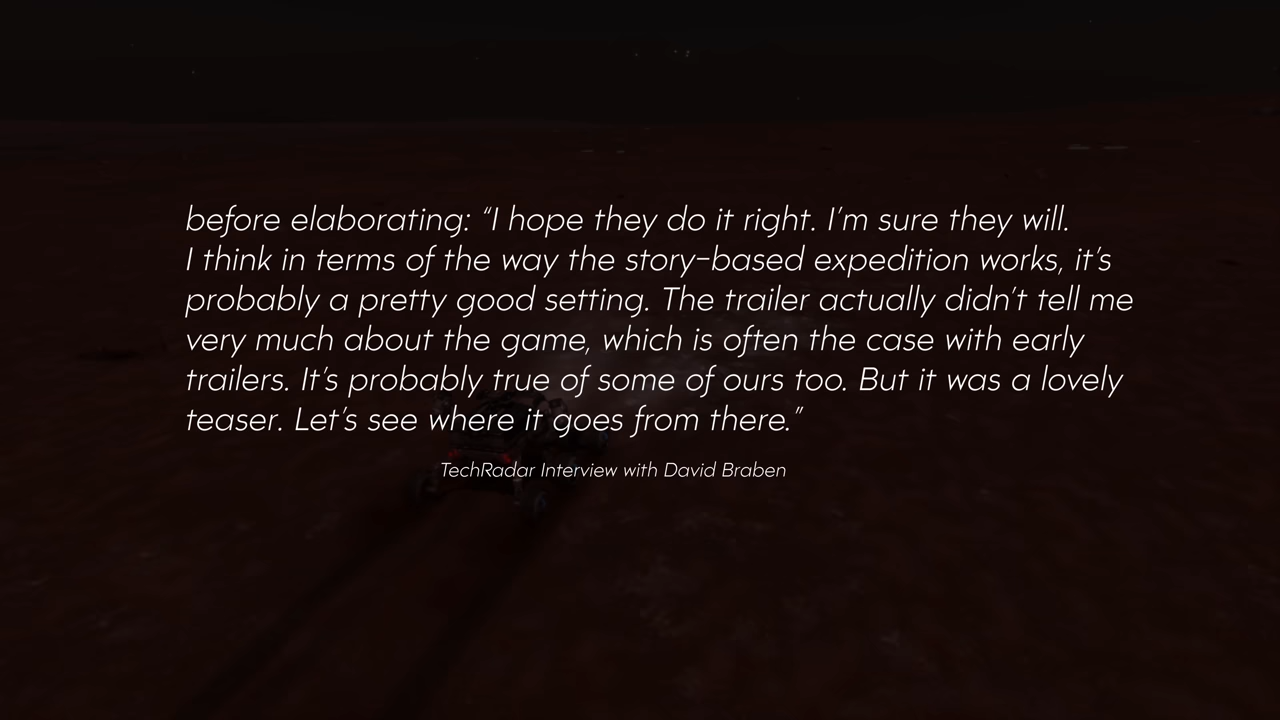 before elaborating: “I hope they do it right. I’m sure they will.
I think in terms of the way the story-based expedition works, it’s
probably a pretty good setting. The trailer actually didn’t tell me
very much about the game, which is often the case with early
trailers. It’s probably true of some of ours too. But it was a lovely
teaser. Let’s see where it goes from there.”
TechRadar Interview with David Braben